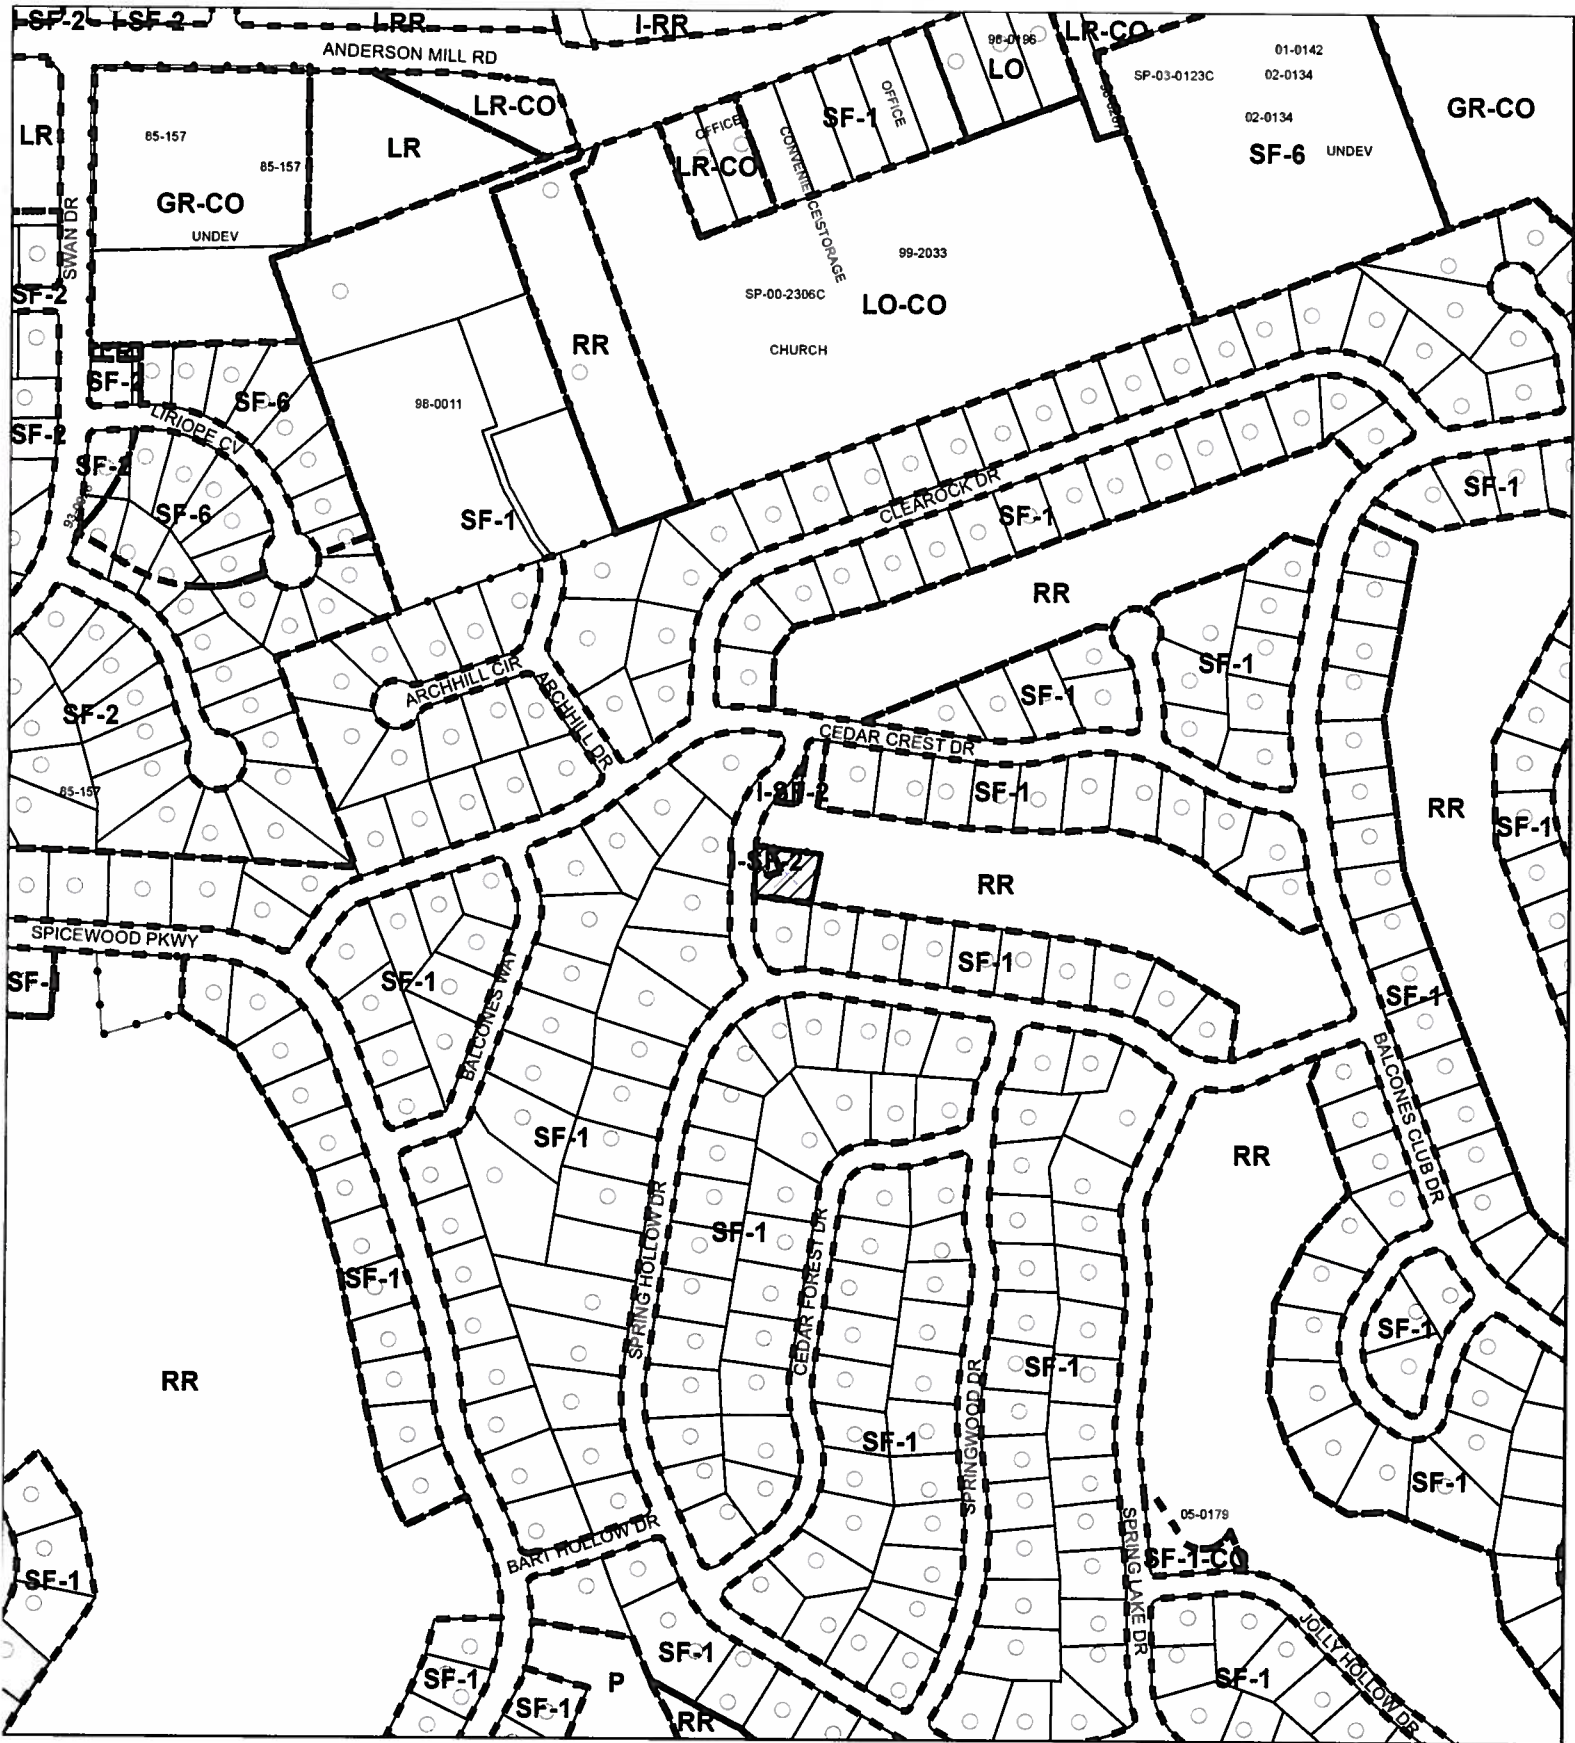 I-SF-2
I-SF-2
I-RR
I-RR
ANDERSON MILL RD
98-0196
LO
LR-CO
01-0142
SP-03-0123C
02-0134
GR-CO
LR
85-157
85-157
LR
LR-CO
OFFICE
LR-CO
SF-1
OFFICE
02-0134
SF-6
UNDEV
GR-CO
UNDEV
SWAN DR
CONVENIENCE\STORAGE
99-2033
SP-00-2306C
LO-CO
CHURCH
SF-2
RR
SF-6
98-0011
LIRIOPE CV
SF-2
SF-2
SF-6
SF-1
CLEAROCK DR
SF-1
SF-1
RR
ARCHHILL CIR
ARCHHILL DR
SF-1
SF-1
SF-2
CEDAR CREST DR
85-157
I-SF-2
SF-1
RR
SF-1
RR
SPICEWOOD PKWY
SF-1
BALCONES WAY
SF-1
SF-1
BALCONES CLUB DR
SF-1
RR
SPRING HOLLOW DR
SF-1
CEDAR FOREST DR
SF-1
SF-1
SF-1
RR
SPRINGWOOD DR
SF-1
SF-1
05-0179
SPRING LAKE DR
SF-1-CO
BART HOLLOW DR
SF-1
JOLLY HOLLOW DR
SF-1
SF-1
P
SF-1
SF-1
RR